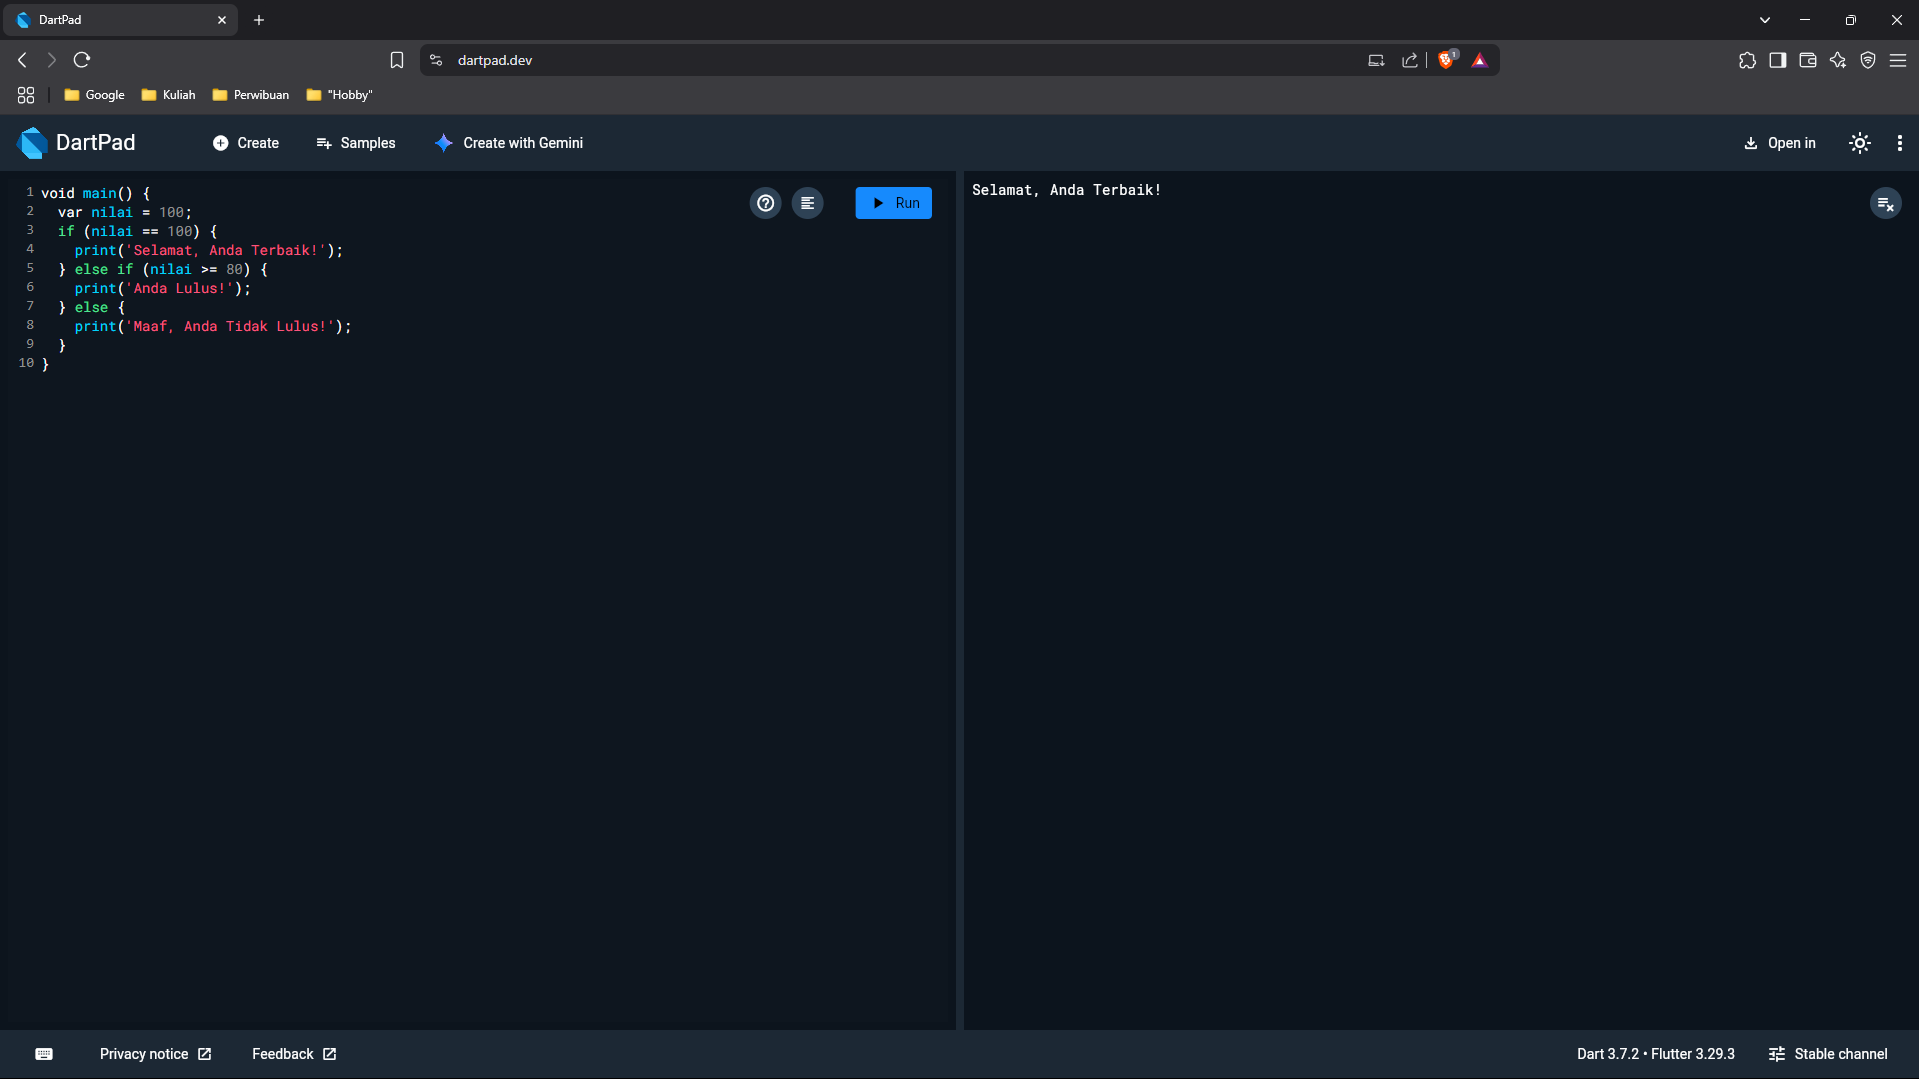 DartPad
dartpad.dev
1
Google
Kuliah
Perwibuan
"Hobby"
DartPad
Create
Samples
Create with Gemini
Open in
1 void main() {
2   var nilai = 100;
3   if (nilai == 100) {
4     print('Selamat, Anda Terbaik!');
5   } else if (nilai >= 80) {
6     print('Anda Lulus!');
7   } else {
8     print('Maaf, Anda Tidak Lulus!');
9   }
10 }
Run
Selamat, Anda Terbaik!
Privacy notice
Feedback
Dart 3.7.2 • Flutter 3.29.3
Stable channel